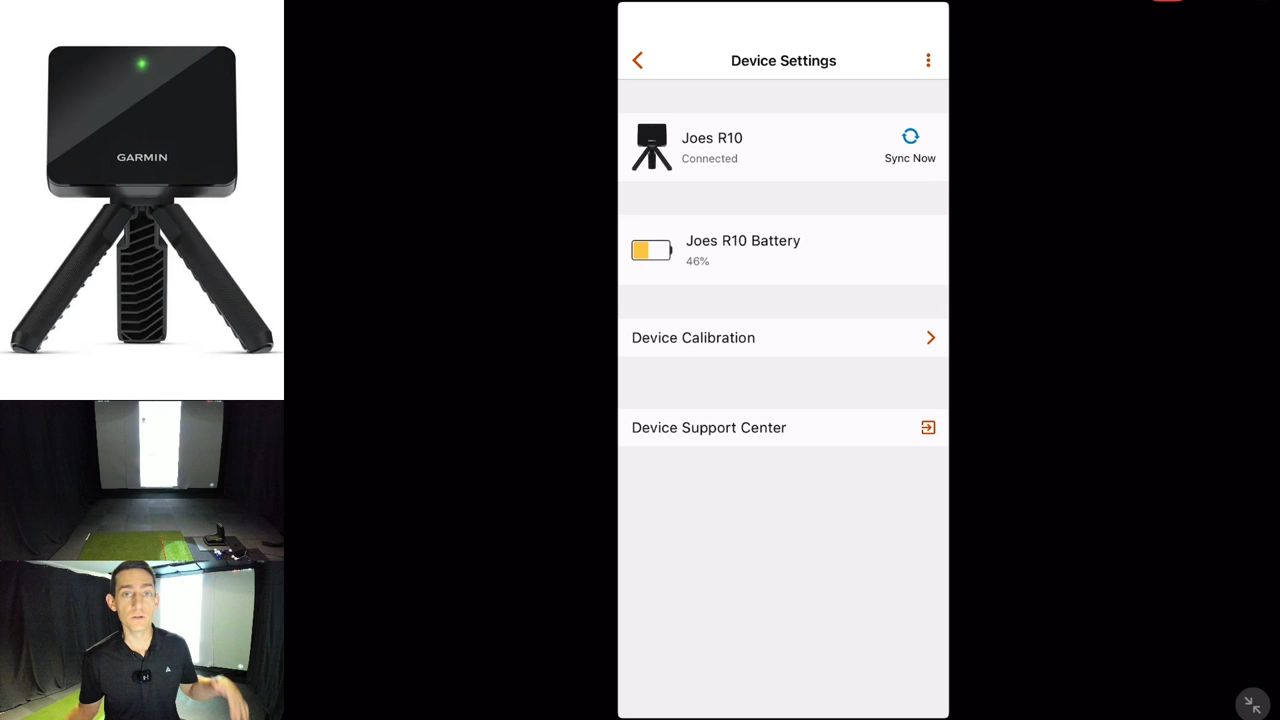 GARMIN
Device Settings
Joes R10
Connected
Sync Now
Joes R10 Battery
46%
Device Calibration
Device Support Center